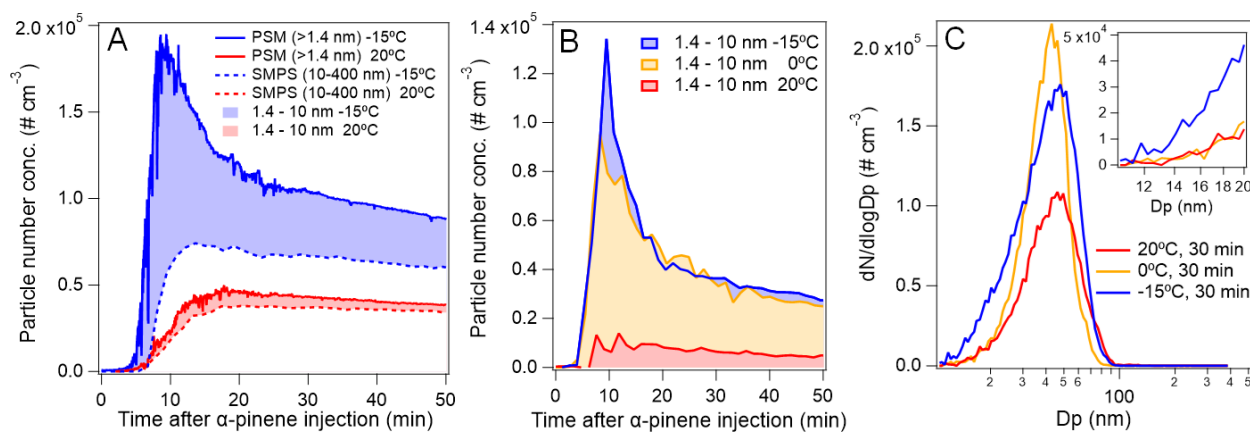 A
2.0 x10⁵
1.5
1.0
0.5
0.0
Particle number conc. (# cm⁻³)
0
10
20
30
40
50
Time after α-pinene injection (min)
PSM (>1.4 nm) -15ºC
PSM (>1.4 nm) 20ºC
SMPS (10-400 nm) -15ºC
SMPS (10-400 nm) 20ºC
1.4 - 10 nm -15ºC
1.4 - 10 nm 20ºC
B
1.4 x10⁵
1.2
1.0
0.8
0.6
0.4
0.2
0.0
Particle number conc. (# cm⁻³)
0
10
20
30
40
50
Time after α-pinene injection (min)
1.4 - 10 nm -15ºC
1.4 - 10 nm 0ºC
1.4 - 10 nm 20ºC
C
2.0 x10⁵
1.5
1.0
0.5
0.0
dN/dlogDp (# cm⁻³)
2
3
4
5
6
100
2
3
4
5
Dp (nm)
5 x10⁴
4
3
2
1
0
12
14
16
18
20
Dp (nm)
20ºC, 30 min
0ºC, 30 min
-15ºC, 30 min